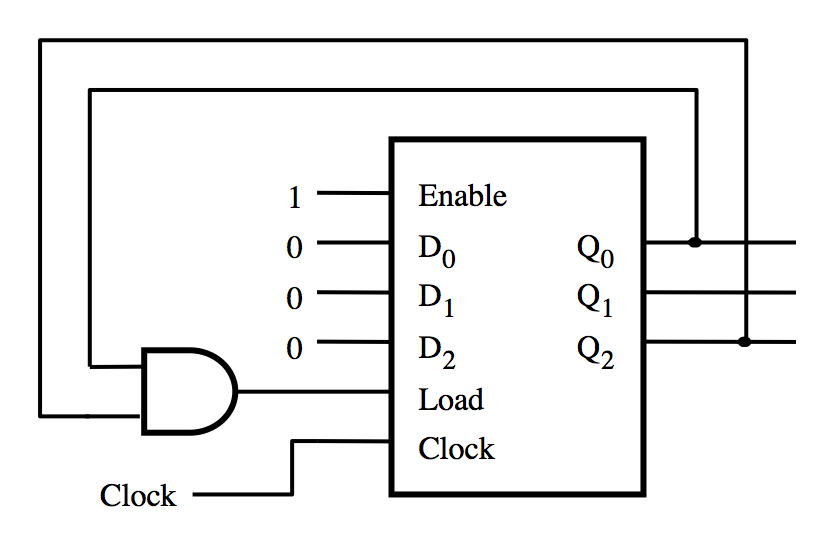 1 Enable
0 D0 Q0
0 D1 Q1
0 D2 Q2
Load
Clock
Clock